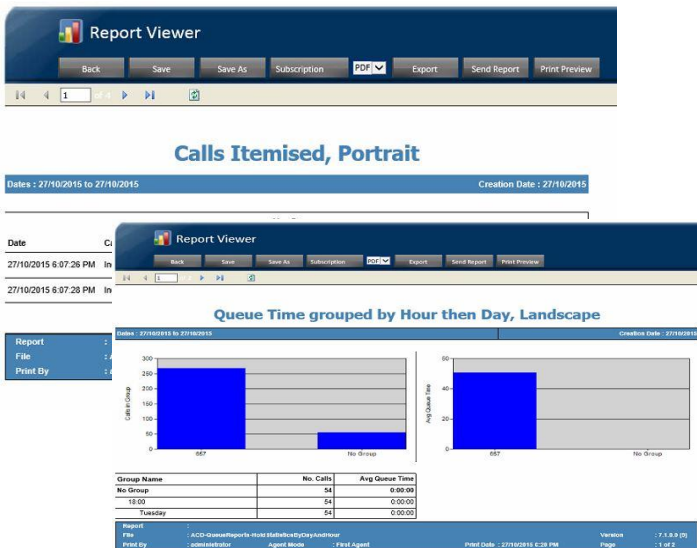 Report Viewer
Back Save Save As Subscription PDF Export Send Report Print Preview
1
Calls Itemised, Portrait
Dates : 27/10/2015 to 27/10/2015 Creation Date : 27/10/2015
Date
27/10/2015 6:07:26 PM
27/10/2015 6:07:28 PM
Report :
File :
Print By :
Report Viewer
Back Save Save As Subscription PDF Export Send Report Print Preview
1
Queue Time grouped by Hour then Day, Landscape
Dates : 27/10/2015 to 27/10/2015 Creation Date : 27/10/2015
300
250
200
150
100
50
0
Calls in Group
667 No Group
60
40
20
0
Avg Queue Time
667 No Group
Group Name No. Calls Avg Queue Time
No Group 54 0:00:00
18:00 54 0:00:00
Tuesday 54 0:00:00
Report :
File : ACD-QueueReports-HoldStatisticsByDayAndHour Version : 7.1.8.9 (0)
Print By : administrator Agent Mode : First Agent Print Date : 27/10/2015 6:28 PM Page : 1 of 2